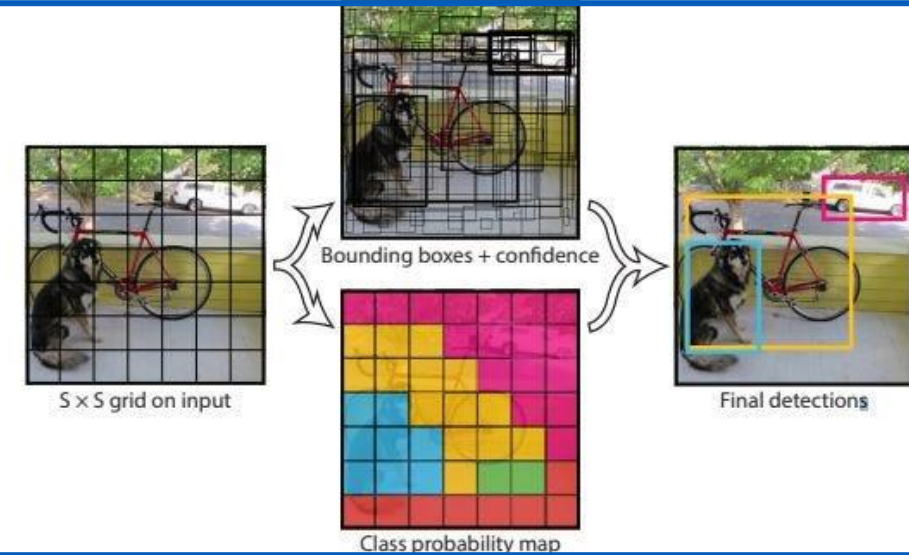 Bounding boxes + confidence
S × S grid on input
Final detections
Class probability map